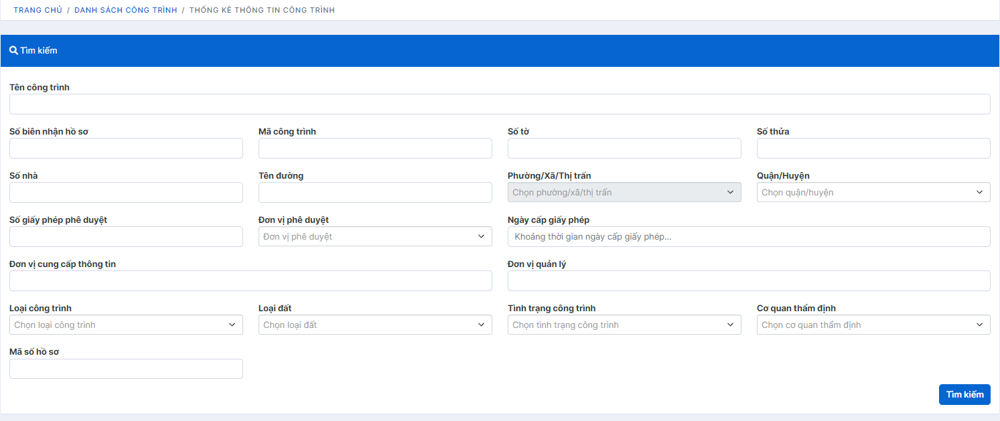 TRANG CHỦ / DANH SÁCH CÔNG TRÌNH / THỐNG KÊ THÔNG TIN CÔNG TRÌNH
Tìm kiếm
Tên công trình
Số biên nhận hồ sơ Mã công trình Số tờ Số thửa
Số nhà Tên đường Phường/Xã/Thị trấn Quận/Huyện
Chọn phường/xã/thị trấn Chọn quận/huyện
Số giấy phép phê duyệt Đơn vị phê duyệt Ngày cấp giấy phép
Đơn vị phê duyệt Khoảng thời gian ngày cấp giấy phép...
Đơn vị cung cấp thông tin Đơn vị quản lý
Loại công trình Loại đất Tình trạng công trình Cơ quan thẩm định
Chọn loại công trình Chọn loại đất Chọn tình trạng công trình Chọn cơ quan thẩm định
Mã số hồ sơ
Tìm kiếm